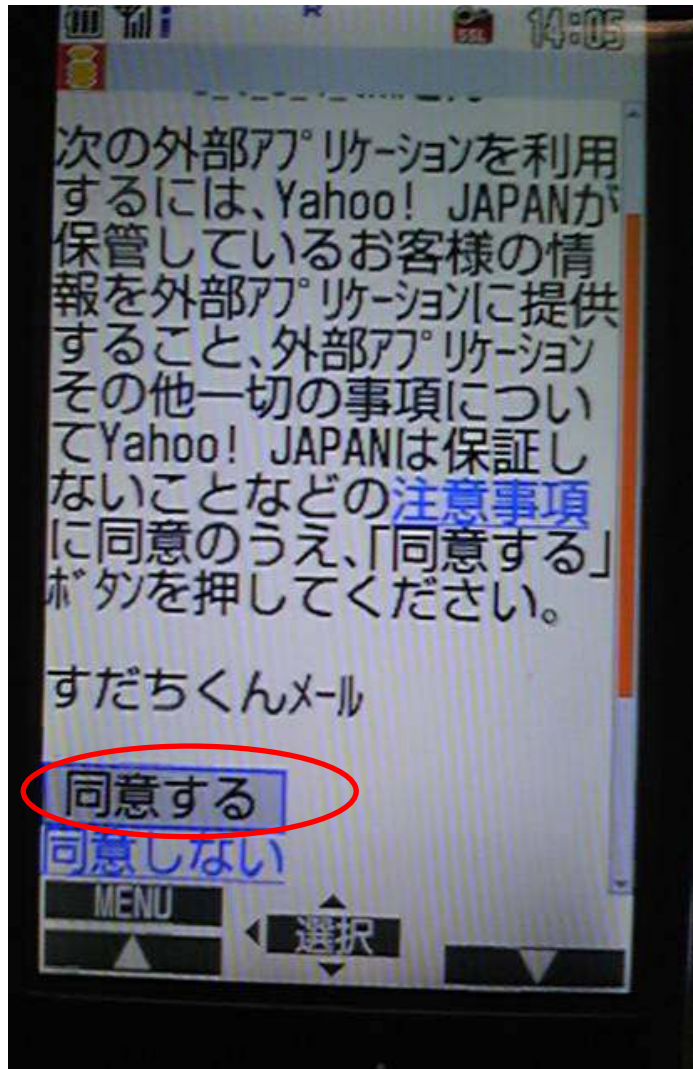 R
SSL
14:05
次の外部ｱﾌﾟﾘｹｰｼｮﾝを利用
するには、Yahoo! JAPANが
保管しているお客様の情
報を外部ｱﾌﾟﾘｹｰｼｮﾝに提供
すること、外部ｱﾌﾟﾘｹｰｼｮﾝ
その他一切の事項につい
てYahoo! JAPANは保証し
ないことなどの注意事項
に同意のうえ、「同意する」
ﾎﾞﾀﾝを押してください。
すだちくんﾒｰﾙ
同意する
同意しない
MENU
選択